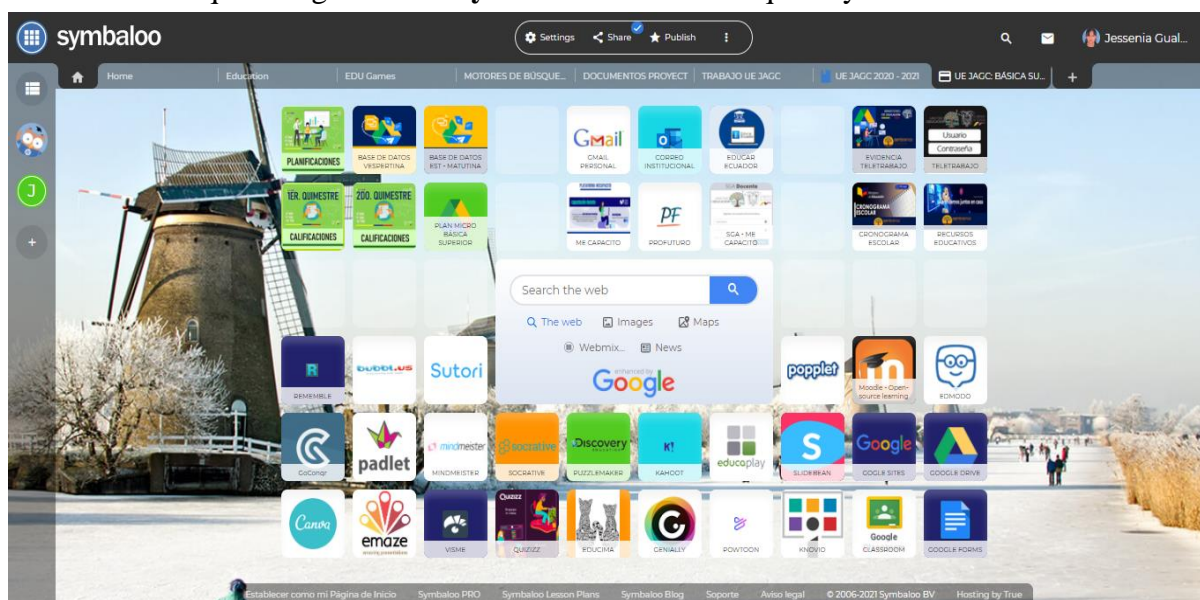 symbaloo
Settings Share Publish
Jessenia Gual...
Home Education EDU Games MOTORES DE BÚSQUE... DOCUMENTOS PROYECT TRABAJO UE JAGC UE JAGC 2020 - 2021 UE JAGC: BÁSICA SU... +
J
+
PLANIFICACIONES
BASE DE DATOS
VESPERTINA
BASE DE DATOS
EST - MATUTINA
GMail
GMAIL
PERSONAL
CORREO
INSTITUCIONAL
EDUCAR
ECUADOR
EVIDENCIA
TELETRABAJO
Usuario
Contraseña
TELETRABAJO
1ER. QUIMESTRE
CALIFICACIONES
2DO. QUIMESTRE
CALIFICACIONES
PLAN MICRO
BÁSICA
SUPERIOR
ME CAPACITO
PF
PROFUTURO
SGA - ME
CAPACITO
CRONOGRAMA
ESCOLAR
CRONOGRAMA
ESCOLAR
RECURSOS
EDUCATIVOS
Search the web
The web Images Maps
Webmix... News
enhanced by
Google
R
REMEMBLE
bubbl.us
Sutori
popplet
Moodle - Open-
source learning
EDMODO
GoConqr
padlet
mindmeister
MINDMEISTER
socrative
SOCRATIVE
Discovery
EDUCATION
PUZZLEMAKER
K!
KAHOOT
educaplay
S
SLIDEBEAN
Google
GOGLE SITES
GOOGLE DRIVE
Canva
emaze
VISME
Quizizz
QUIZIZZ
EDUCIMA
GENIALLY
POWTOON
KNOVIO
Google
CLASSROOM
GOOGLE FORMS
Establecer como mi Página de Inicio Symbaloo PRO Symbaloo Lesson Plans Symbaloo Blog Soporte Aviso legal © 2006-2021 Symbaloo BV Hosting by True